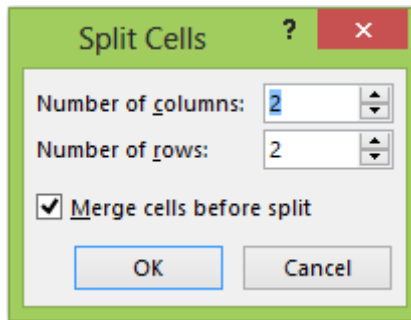 Split Cells ?
Number of columns: 2
Number of rows: 2
Merge cells before split
OK Cancel